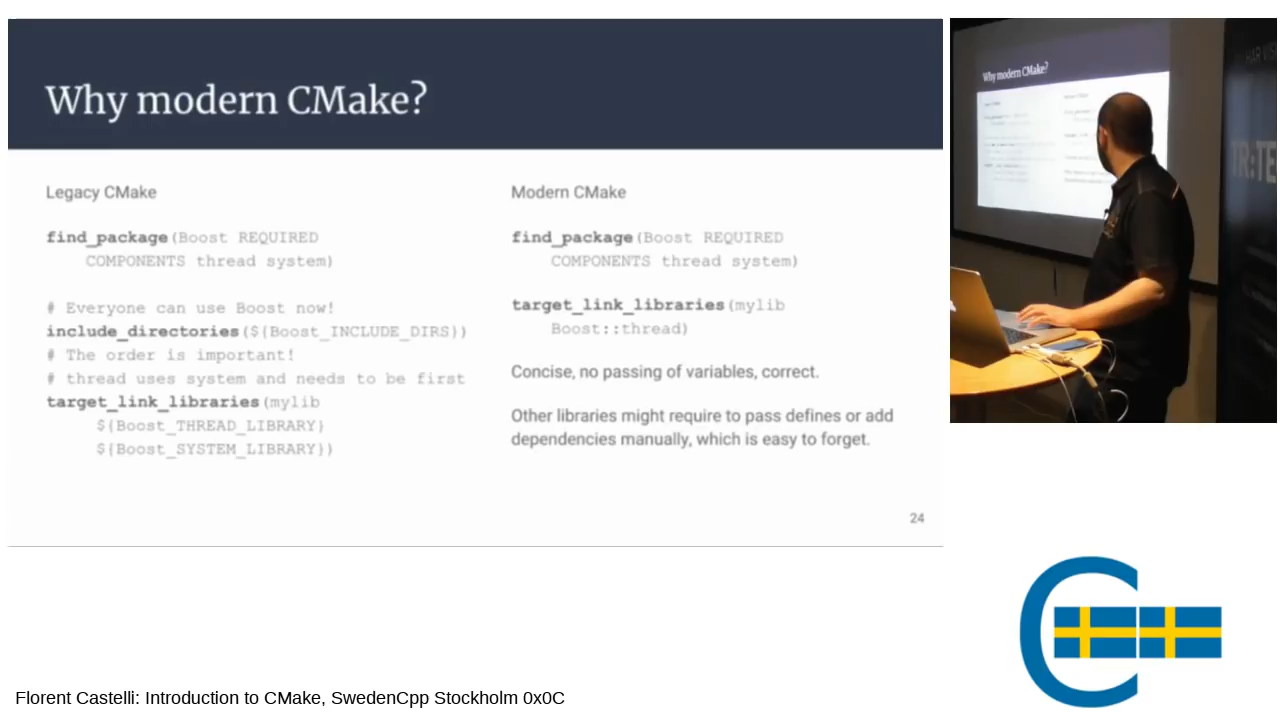 Why modern CMake?
Legacy CMake
find_package(Boost REQUIRED
COMPONENTS thread system)
# Everyone can use Boost now!
include_directories(${Boost_INCLUDE_DIRS})
# The order is important!
# thread uses system and needs to be first
target_link_libraries(mylib
${Boost_THREAD_LIBRARY}
${Boost_SYSTEM_LIBRARY})
Modern CMake
find_package(Boost REQUIRED
COMPONENTS thread system)
target_link_libraries(mylib
Boost::thread)
Concise, no passing of variables, correct.
Other libraries might require to pass defines or add
dependencies manually, which is easy to forget.
24
Why modern CMake?
Florent Castelli: Introduction to CMake, SwedenCpp Stockholm 0x0C